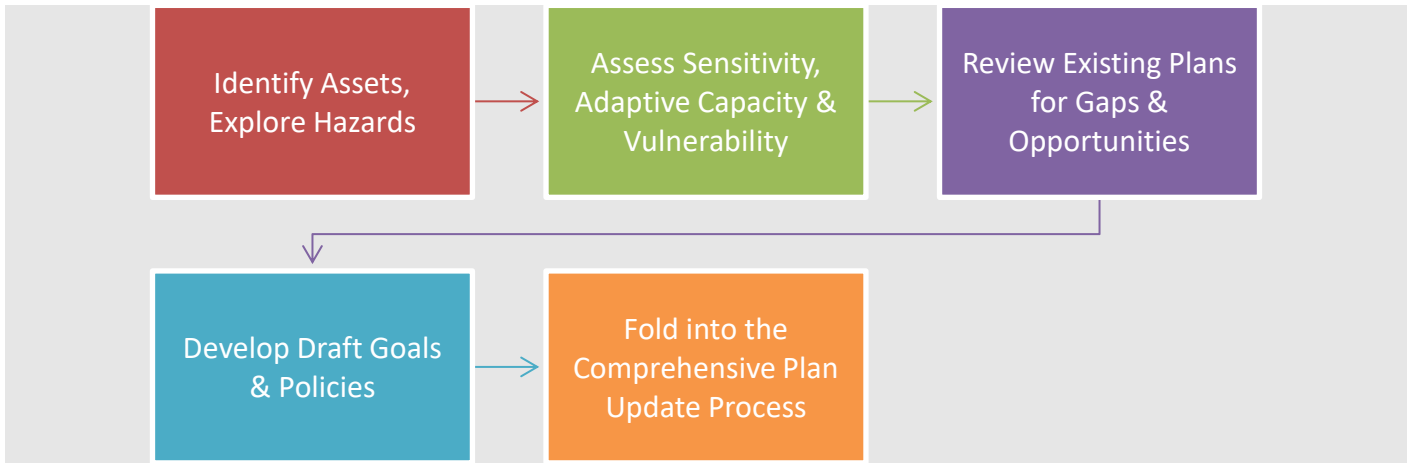 Identify Assets,
Explore Hazards
Assess Sensitivity,
Adaptive Capacity &
Vulnerability
Review Existing Plans
for Gaps &
Opportunities
Develop Draft Goals
& Policies
Fold into the
Comprehensive Plan
Update Process